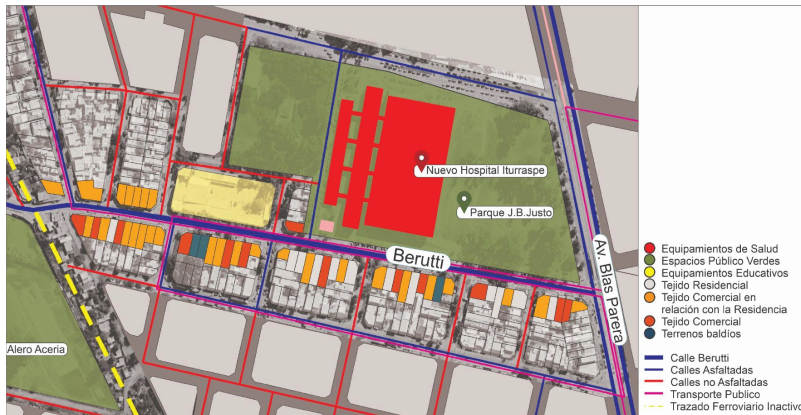 Nuevo Hospital Iturraspe
Parque J.B.Justo
Berutti
Av. Blas Parera
Alero Aceria
Equipamientos de Salud
Espacios Público Verdes
Equipamientos Educativos
Tejido Residencial
Tejido Comercial en
relación con la Residencia
Tejido Comercial
Terrenos baldíos
Calle Berutti
Calles Asfaltadas
Calles no Asfaltadas
Transporte Publico
Trazado Ferroviario Inactivo